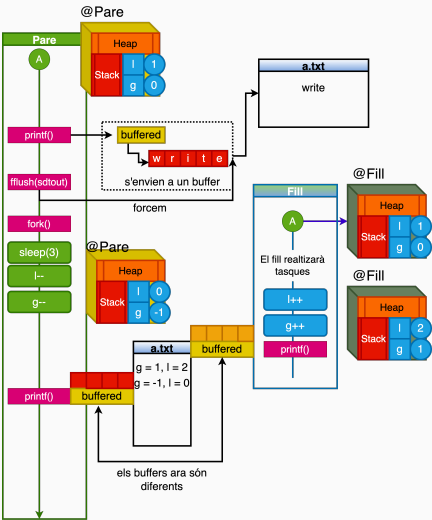 @Pare
Pare
A
Heap
Stack
l
1
g
0
a.txt
write
printf()
buffered
w r i t e
s'envien a un buffer
fflush(sdtout)
forcem
fork()
sleep(3)
l--
g--
@Pare
Heap
Stack
l
0
g
-1
Fill
A
El fill realtizarà
tasques
l++
g++
printf()
@Fill
Heap
Stack
l
1
g
0
@Fill
Heap
Stack
l
2
g
1
a.txt
g = 1, l = 2
g = -1, l = 0
buffered
printf()
buffered
els buffers ara són
diferents